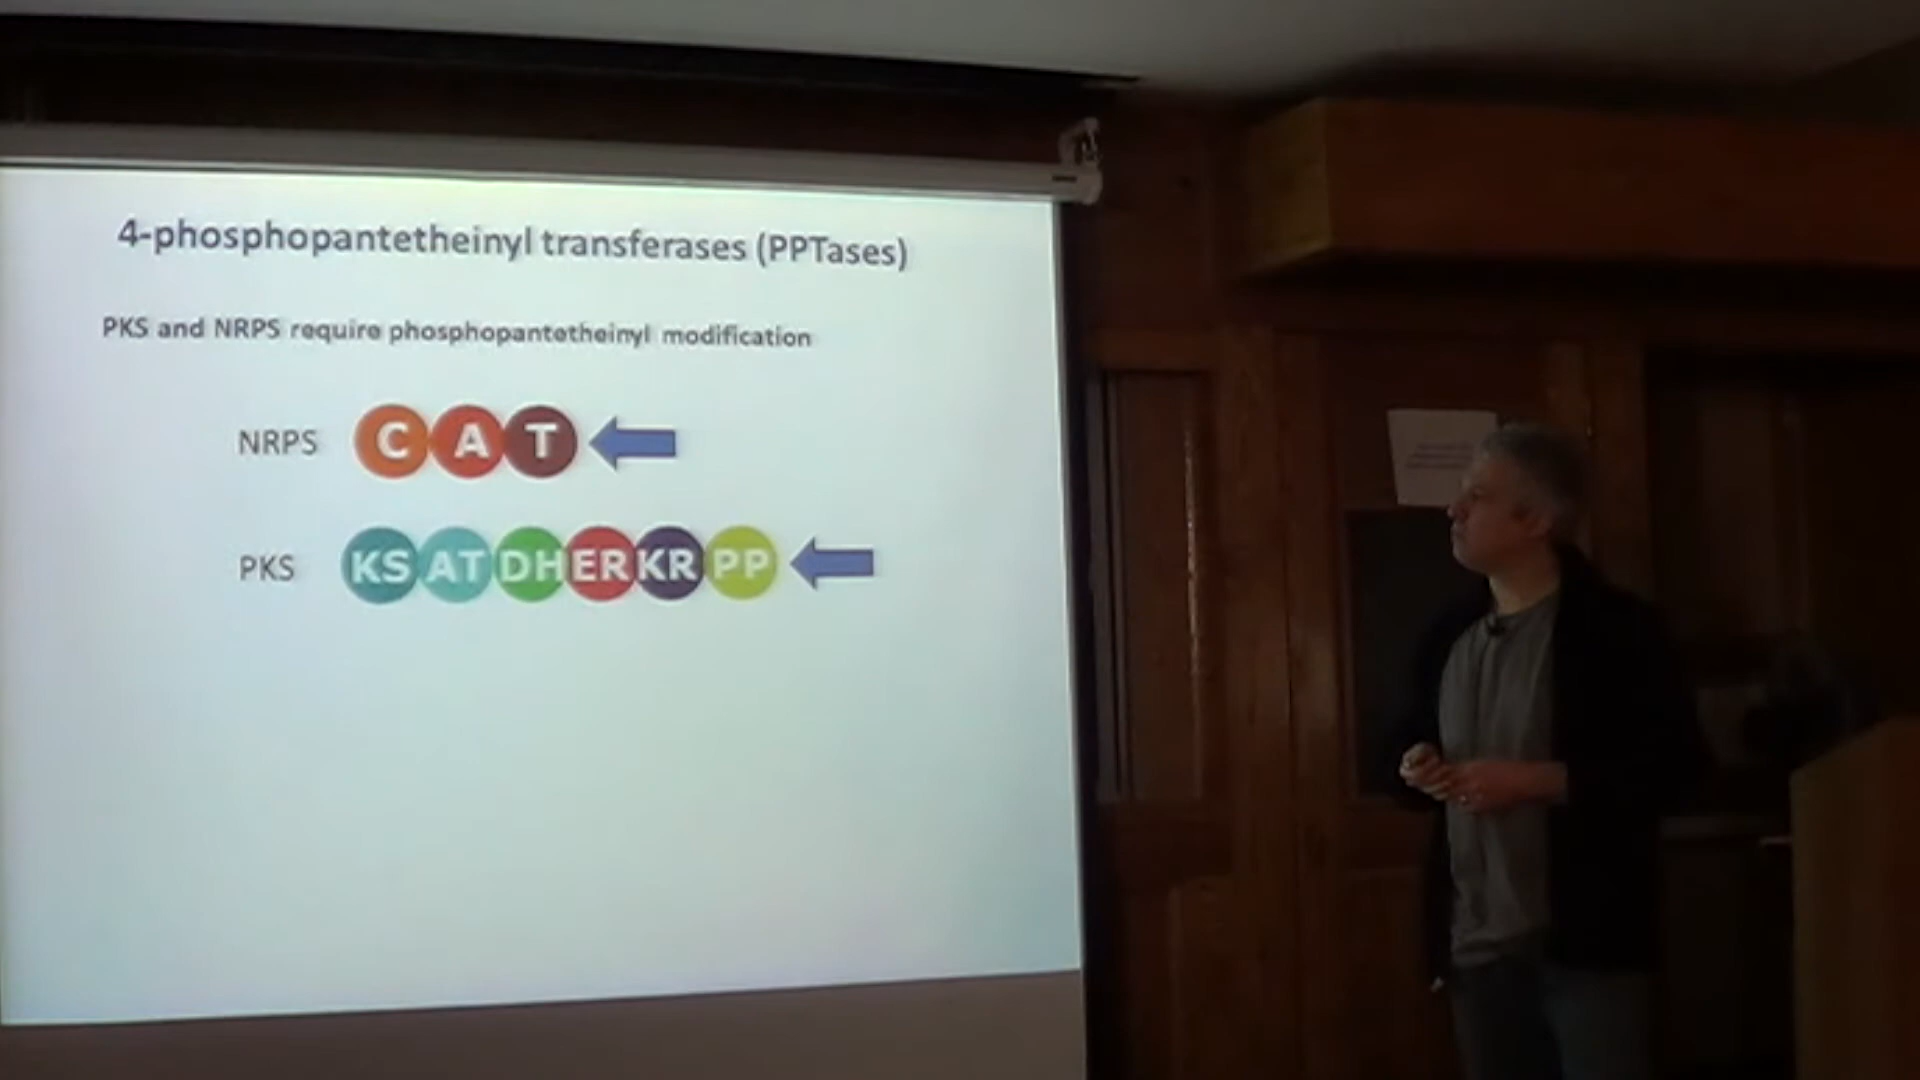 4-phosphopantetheinyl transferases (PPTases)
PKS and NRPS require phosphopantetheinyl modification
NRPS C A T
PKS KS AT DH ER KR PP